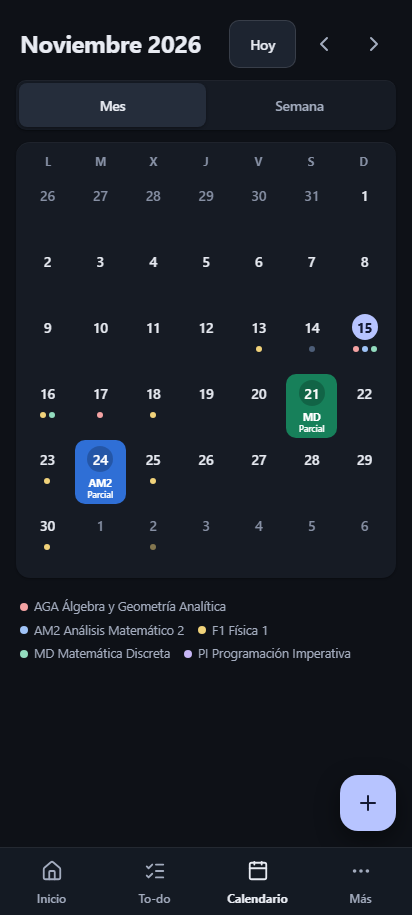 Noviembre 2026 Hoy
Mes Semana
L M X J V S D
26 27 28 29 30 31 1
2 3 4 5 6 7 8
9 10 11 12 13 14 15
16 17 18 19 20 21 22
MD
Parcial
23 24 25 26 27 28 29
AM2
Parcial
30 1 2 3 4 5 6
AGA Álgebra y Geometría Analítica
AM2 Análisis Matemático 2 F1 Física 1
MD Matemática Discreta PI Programación Imperativa
Inicio To-do Calendario Más